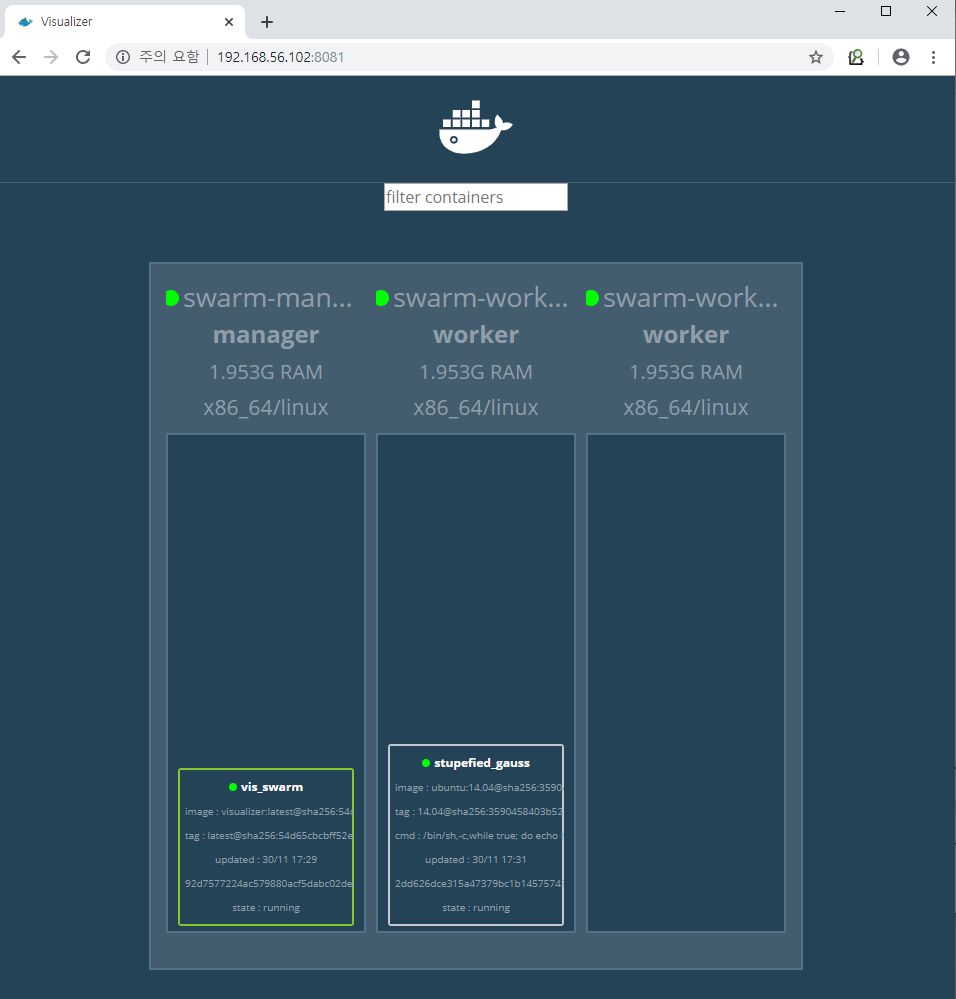 Visualizer
주의 요함 192.168.56.102:8081
filter containers
swarm-man...
manager
1.953G RAM
x86_64/linux
swarm-work...
worker
1.953G RAM
x86_64/linux
swarm-work...
worker
1.953G RAM
x86_64/linux
vis_swarm
image : visualizer:latest@sha256:54
tag : latest@sha256:54d65cbcbff52e
updated : 30/11 17:29
92d7577224ac579880acf5dabc02de
state : running
stupefied_gauss
image : ubuntu:14.04@sha256:3590
tag : 14.04@sha256:3590458403b52
cmd : /bin/sh,-c,while true; do echo
updated : 30/11 17:31
2dd626dce315a47379bc1b1457574
state : running